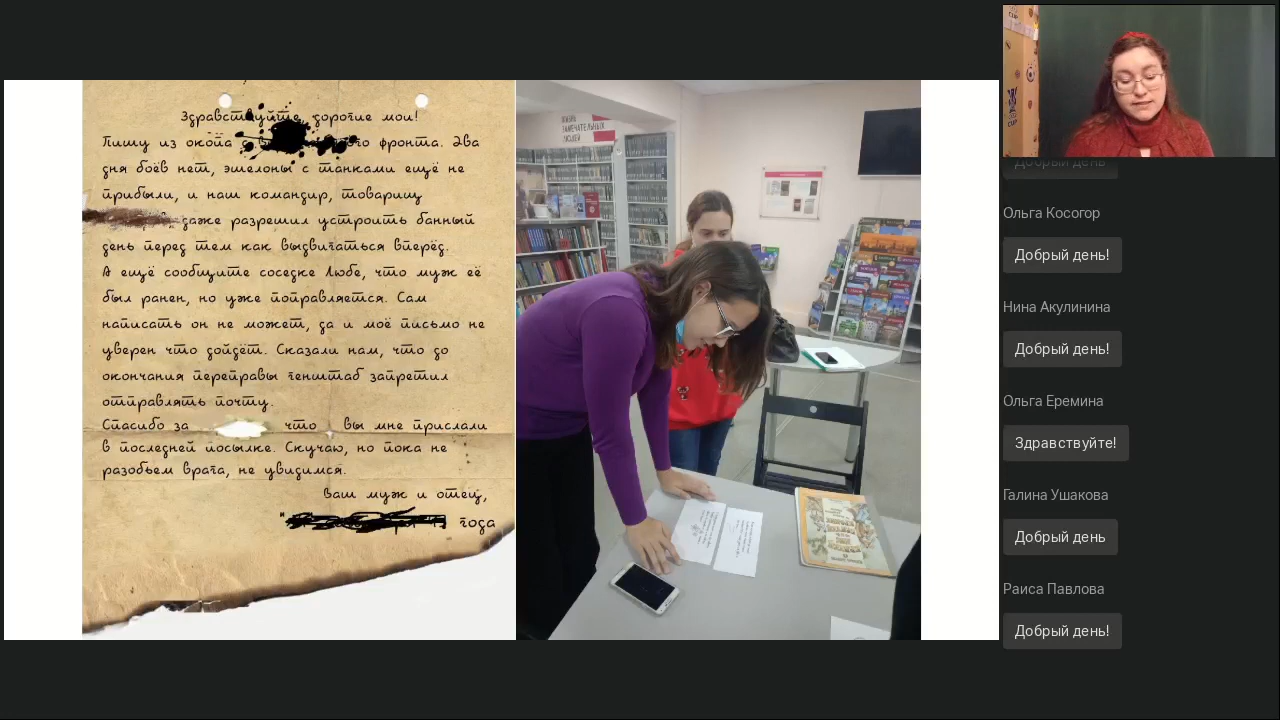 Здравствуйте, дорогие мои!
Пишу из окопа фронта. Два
дня боёв нет, эшелоны с танками ещё не
прибыли, и наш командир, товарищ
даже разрешил устроить банный
день перед тем как выдвигаться вперёд.
А ещё сообщите соседке Любе, что муж её
был ранен, но уже поправляется. Сам
написать он не может, да и моё письмо не
уверен что дойдёт. Сказали нам, что до
окончания переправы генштаб запретил
отправлять почту.
Спасибо за что вы мне прислали
в последней посылке. Скучаю, но пока не
разобьем врага, не увидимся.
Ваш муж и отец,
года
ЖИЗНЬ
ЗАМЕЧАТЕЛЬНЫХ
ЛЮДЕЙ
CUP
Добрый день
Ольга Косогор
Добрый день!
Нина Акулинина
Добрый день!
Ольга Еремина
Здравствуйте!
Галина Ушакова
Добрый день
Раиса Павлова
Добрый день!